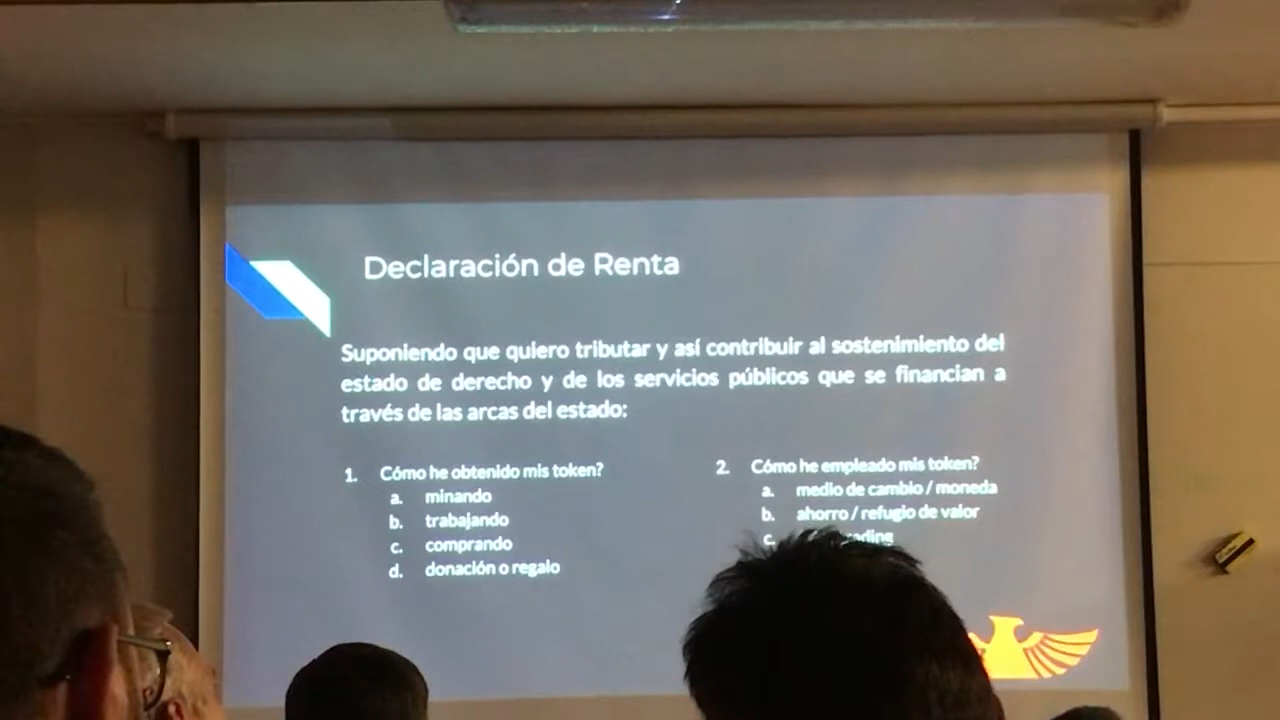 Declaración de Renta
Suponiendo que quiero tributar y así contribuir al sostenimiento del
estado de derecho y de los servicios públicos que se financian a
través de las arcas del estado:
1. Cómo he obtenido mis token?
a. minando
b. trabajando
c. comprando
d. donación o regalo
2. Cómo he empleado mis token?
a. medio de cambio / moneda
b. ahorro / refugio de valor
c.